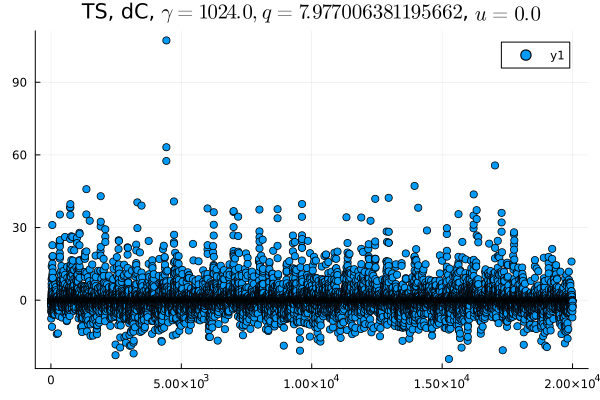 TS, dC, γ = 1024.0, q = 7.977006381195662, u = 0.0
y1
90
60
30
0
0 5.00×10³ 1.00×10⁴ 1.50×10⁴ 2.00×10⁴